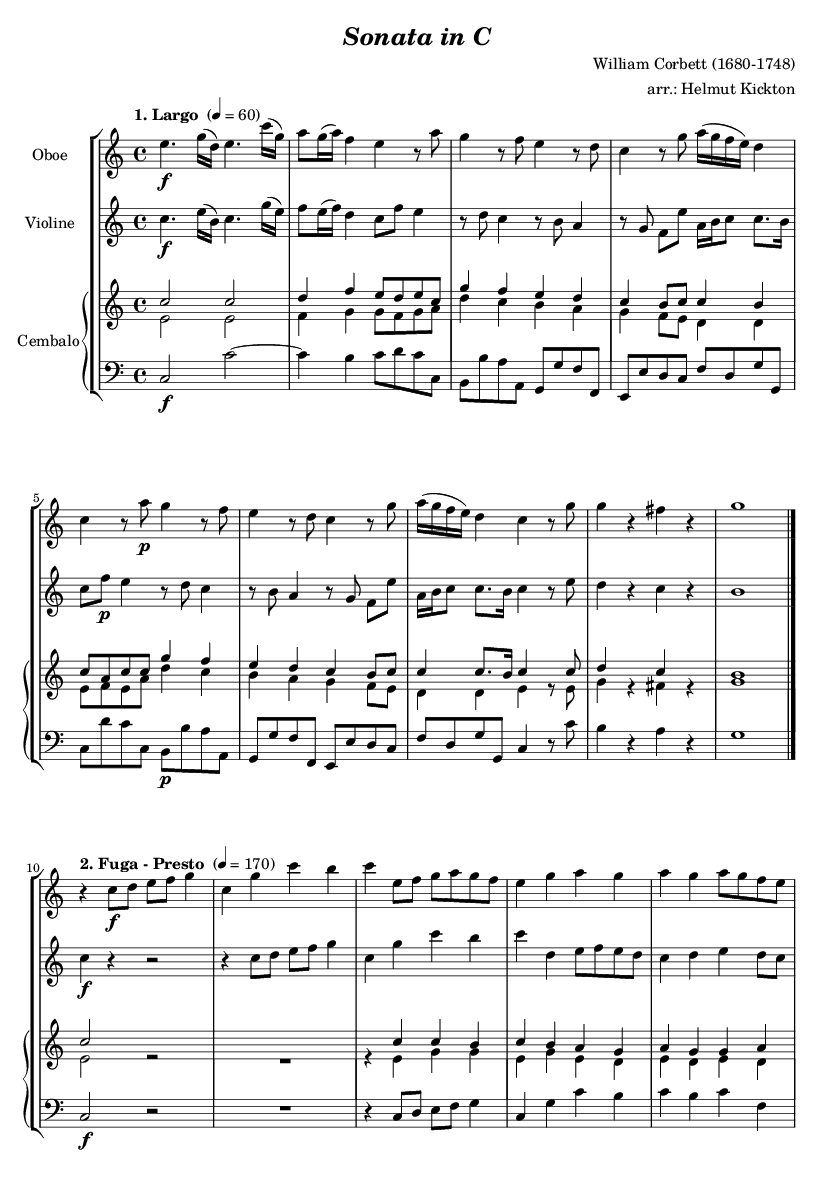 Sonata in C
William Corbett (1680-1748)
arr.: Helmut Kickton
1. Largo (♩ = 60)
Oboe
f
Violine
f
Cembalo
f
5
p
p
p
10
2. Fuga - Presto (♩ = 170)
f
f
f